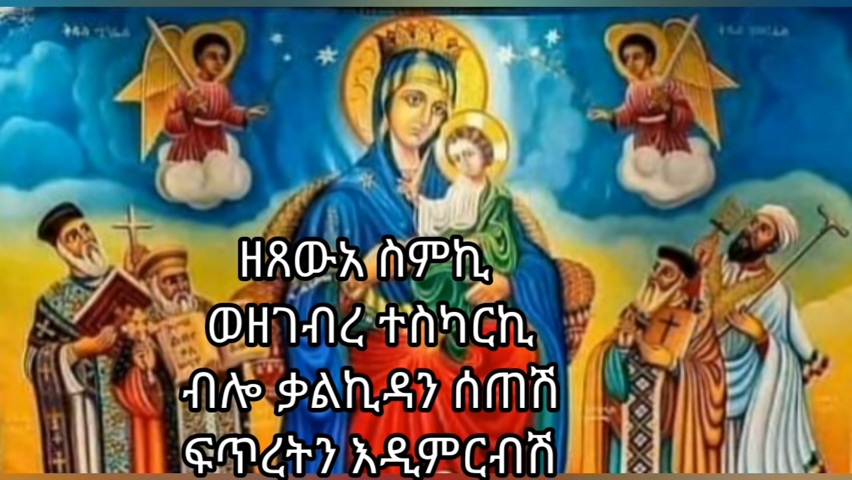 ዘጸውአ ስምኪ
ወዘገብረ ተስካርኪ
ብሎ ቃልኪዳን ሰጠሽ
ፍጥረትን እዲምርብሽ